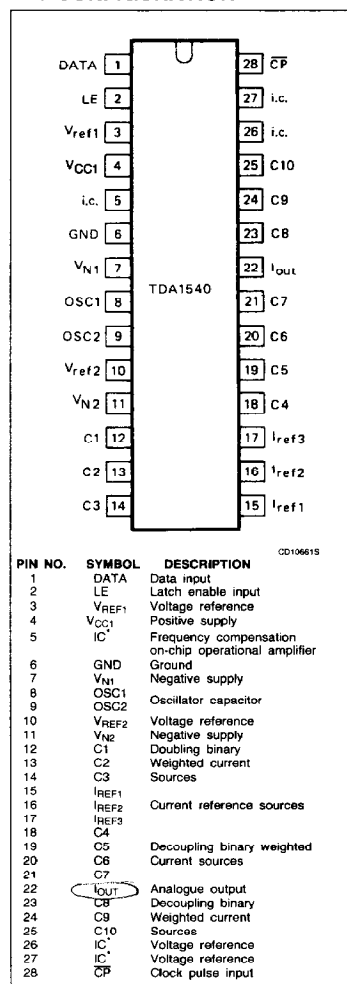 DATA 1 28 CP
LE 2 27 i.c.
Vref1 3 26 i.c.
VCC1 4 25 C10
i.c. 5 24 C9
GND 6 23 C8
VN1 7 22 Iout
TDA1540
OSC1 8 21 C7
OSC2 9 20 C6
Vref2 10 19 C5
VN2 11 18 C4
C1 12 17 Iref3
C2 13 16 Iref2
C3 14 15 Iref1
CD10661S
PIN NO. SYMBOL DESCRIPTION
1 DATA Data input
2 LE Latch enable input
3 VREF1 Voltage reference
4 VCC1 Positive supply
5 IC* Frequency compensation
on-chip operational amplifier
6 GND Ground
7 VN1 Negative supply
8 OSC1
Oscillator capacitor
9 OSC2
10 VREF2 Voltage reference
11 VN2 Negative supply
12 C1 Doubling binary
13 C2 Weighted current
14 C3 Sources
15 IREF1
16 IREF2 Current reference sources
17 IREF3
18 C4
19 C5 Decoupling binary weighted
20 C6 Current sources
21 C7
22 IOUT Analogue output
23 C8 Decoupling binary
24 C9 Weighted current
25 C10 Sources
26 IC* Voltage reference
27 IC* Voltage reference
28 CP Clock pulse input